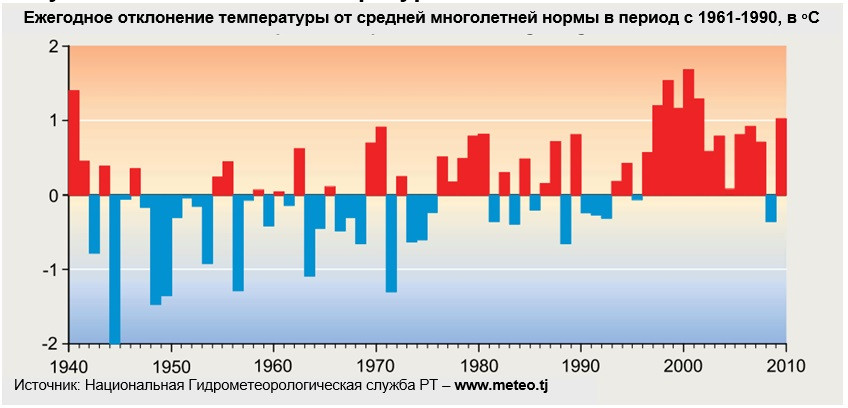 Ежегодное отклонение температуры от средней многолетней нормы в период с 1961-1990, в ᵒС
2
1
0
-1
-2
1940 1950 1960 1970 1980 1990 2000 2010
Источник: Национальная Гидрометеорологическая служба РТ – www.meteo.tj